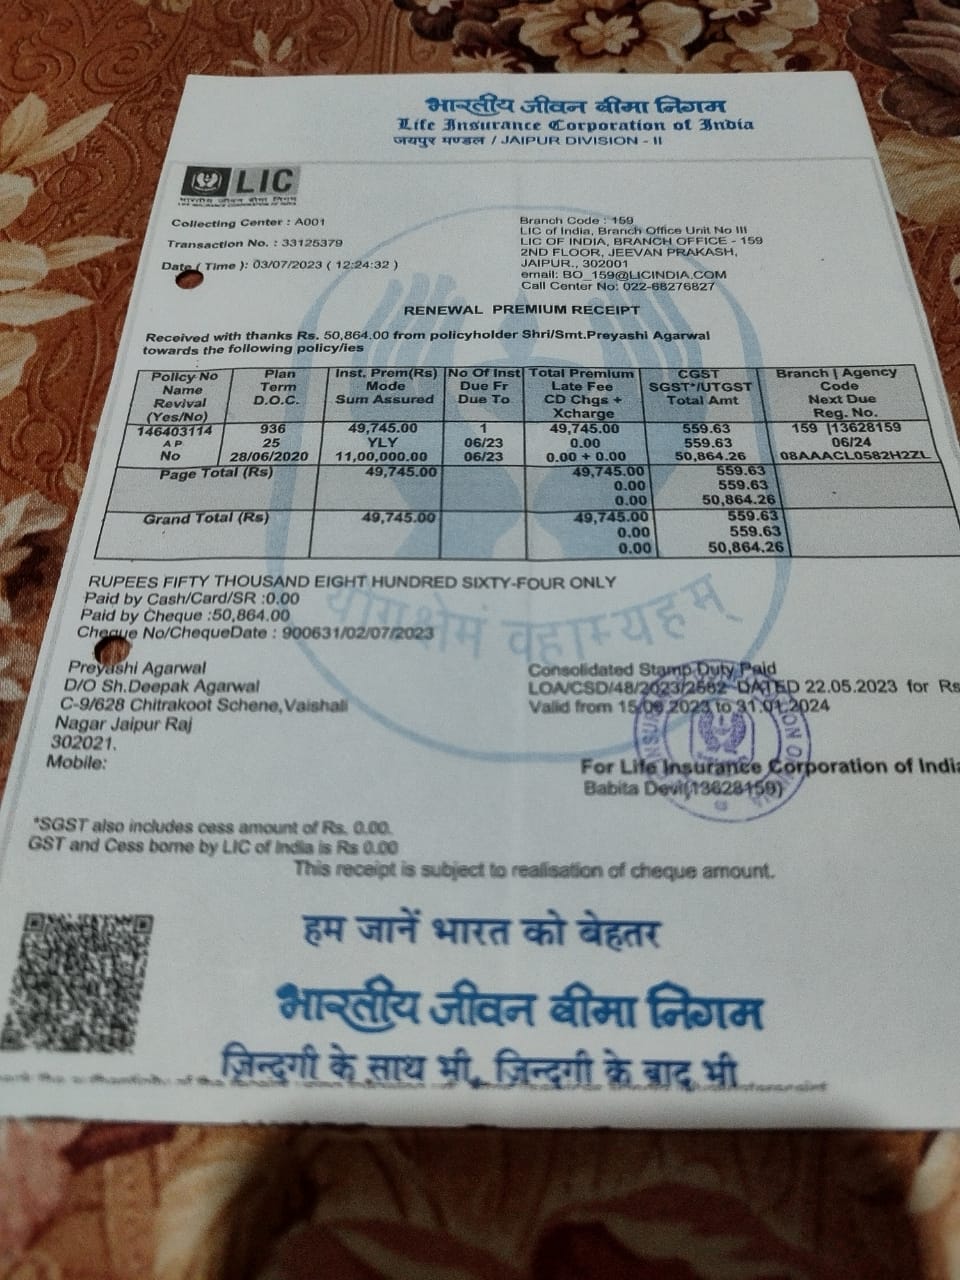 भारतीय जीवन बीमा निगम
Life Insurance Corporation of India
जयपुर मण्डल / JAIPUR DIVISION - II
LIC
भारतीय जीवन बीमा निगम
LIFE INSURANCE CORPORATION OF INDIA
Collecting Center : A001
Transaction No. : 33125379
Date ( Time ): 03/07/2023 ( 12:24:32 )
Branch Code : 159
LIC of India, Branch Office Unit No III
LIC OF INDIA, BRANCH OFFICE - 159
2ND FLOOR, JEEVAN PRAKASH,
JAIPUR., 302001
email: BO_159@LICINDIA.COM
Call Center No: 022-68276827
RENEWAL PREMIUM RECEIPT
Received with thanks Rs. 50,864.00 from policyholder Shri/Smt.Preyashi Agarwal
towards the following policy/ies
Policy No Plan Inst. Prem(Rs) No Of Inst Total Premium CGST Branch | Agency
Name Term Mode Due Fr Late Fee SGST*/UTGST Code
Revival D.O.C. Sum Assured Due To CD Chgs + Total Amt Next Due
(Yes/No) Xcharge Reg. No.
146403114 936 49,745.00 1 49,745.00 559.63 159 |13628159
A P 25 YLY 06/23 0.00 559.63 06/24
No 28/06/2020 11,00,000.00 06/23 0.00 + 0.00 50,864.26 08AAACL0582H2ZL
Page Total (Rs) 49,745.00 49,745.00 559.63
0.00 559.63
0.00 50,864.26
Grand Total (Rs) 49,745.00 49,745.00 559.63
0.00 559.63
0.00 50,864.26
RUPEES FIFTY THOUSAND EIGHT HUNDRED SIXTY-FOUR ONLY
Paid by Cash/Card/SR :0.00
Paid by Cheque :50,864.00
Cheque No/ChequeDate : 900631/02/07/2023
योगक्षेमं वहाम्यहम्
Preyashi Agarwal
D/O Sh.Deepak Agarwal
C-9/628 Chitrakoot Schene,Vaishali
Nagar Jaipur Raj
302021.
Mobile:
Consolidated Stamp Duty Paid
LOA/CSD/48/2023/2582 DATED 22.05.2023 for Rs
Valid from 15/06/2023 to 31.01.2024
For Life Insurance Corporation of India
Babita Devi(13628159)
*SGST also includes cess amount of Rs. 0.00.
GST and Cess borne by LIC of India is Rs 0.00
This receipt is subject to realisation of cheque amount.
हम जानें भारत को बेहतर
भारतीय जीवन बीमा निगम
ज़िन्दगी के साथ भी, ज़िन्दगी के बाद भी